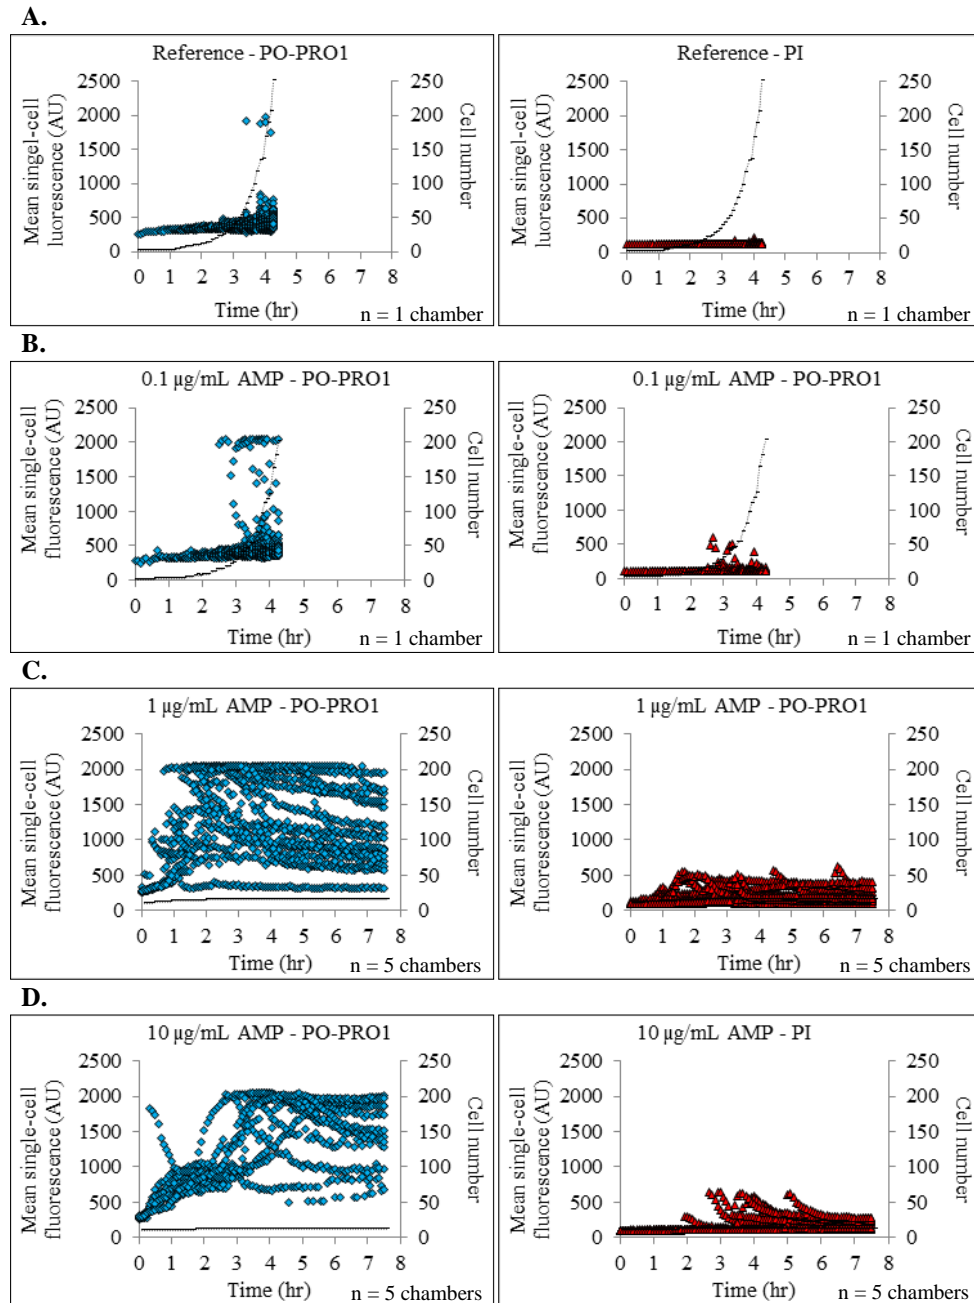 A.
Reference - PO-PRO1
Mean singel-cell
luorescence (AU)
2500
2000
1500
1000
500
0
250
200
150
100
50
0
Cell number
0 1 2 3 4 5 6 7 8
Time (hr)
n = 1 chamber
Reference - PI
Mean single-cell
luorescence (AU)
2500
2000
1500
1000
500
0
250
200
150
100
50
0
Cell number
0 1 2 3 4 5 6 7 8
Time (hr)
n = 1 chamber
B.
0.1 µg/mL AMP - PO-PRO1
Mean single-cell
fluorescence (AU)
2500
2000
1500
1000
500
0
250
200
150
100
50
0
Cell number
0 1 2 3 4 5 6 7 8
Time (hr)
n = 1 chamber
0.1 µg/mL AMP - PO-PRO1
Mean single-cell
fluorescence (AU)
2500
2000
1500
1000
500
0
250
200
150
100
50
0
Cell number
0 1 2 3 4 5 6 7 8
Time (hr)
n = 1 chamber
C.
1 µg/mL AMP - PO-PRO1
Mean single-cell
fluorescence (AU)
2500
2000
1500
1000
500
0
250
200
150
100
50
0
Cell number
0 1 2 3 4 5 6 7 8
Time (hr)
n = 5 chambers
1 µg/mL AMP - PO-PRO1
Mean single-cell
fluorescence (AU)
2500
2000
1500
1000
500
0
250
200
150
100
50
0
Cell number
0 1 2 3 4 5 6 7 8
Time (hr)
n = 5 chambers
D.
10 µg/mL AMP - PO-PRO1
Mean single-cell
fluorescence (AU)
2500
2000
1500
1000
500
0
250
200
150
100
50
0
Cell number
0 1 2 3 4 5 6 7 8
Time (hr)
n = 5 chambers
10 µg/mL AMP - PI
Mean single-cell
fluorescence (AU)
2500
2000
1500
1000
500
0
250
200
150
100
50
0
Cell number
0 1 2 3 4 5 6 7 8
Time (hr)
n = 5 chambers